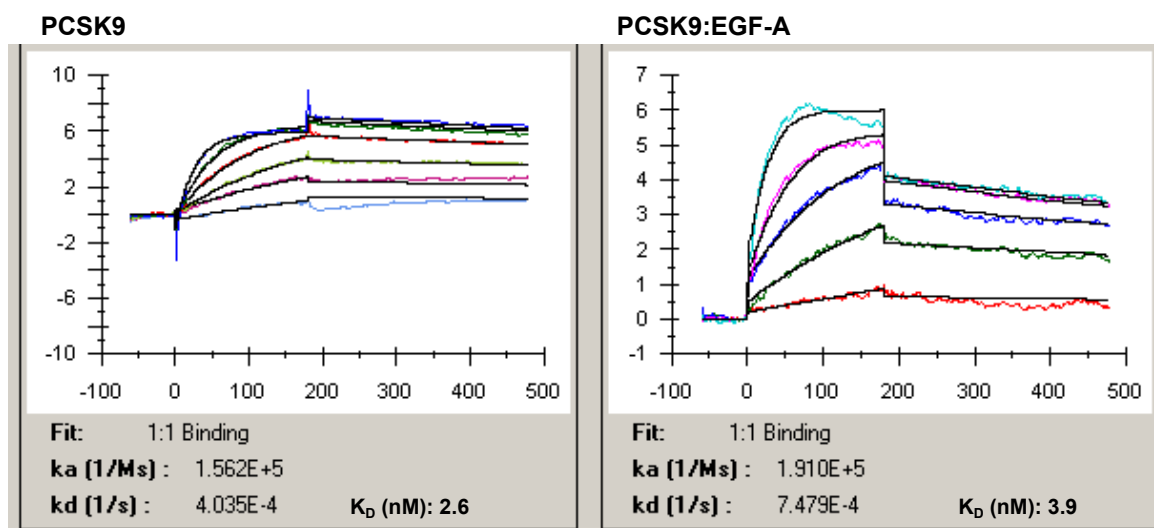 PCSK9
10
6
2
-2
-6
-10
-100 0 100 200 300 400 500
Fit: 1:1 Binding
ka (1/Ms) : 1.562E+5
kd (1/s) : 4.035E-4 K_D (nM): 2.6
PCSK9:EGF-A
7
6
5
4
3
2
1
0
-1
-100 0 100 200 300 400 500
Fit: 1:1 Binding
ka (1/Ms) : 1.910E+5
kd (1/s) : 7.479E-4 K_D (nM): 3.9